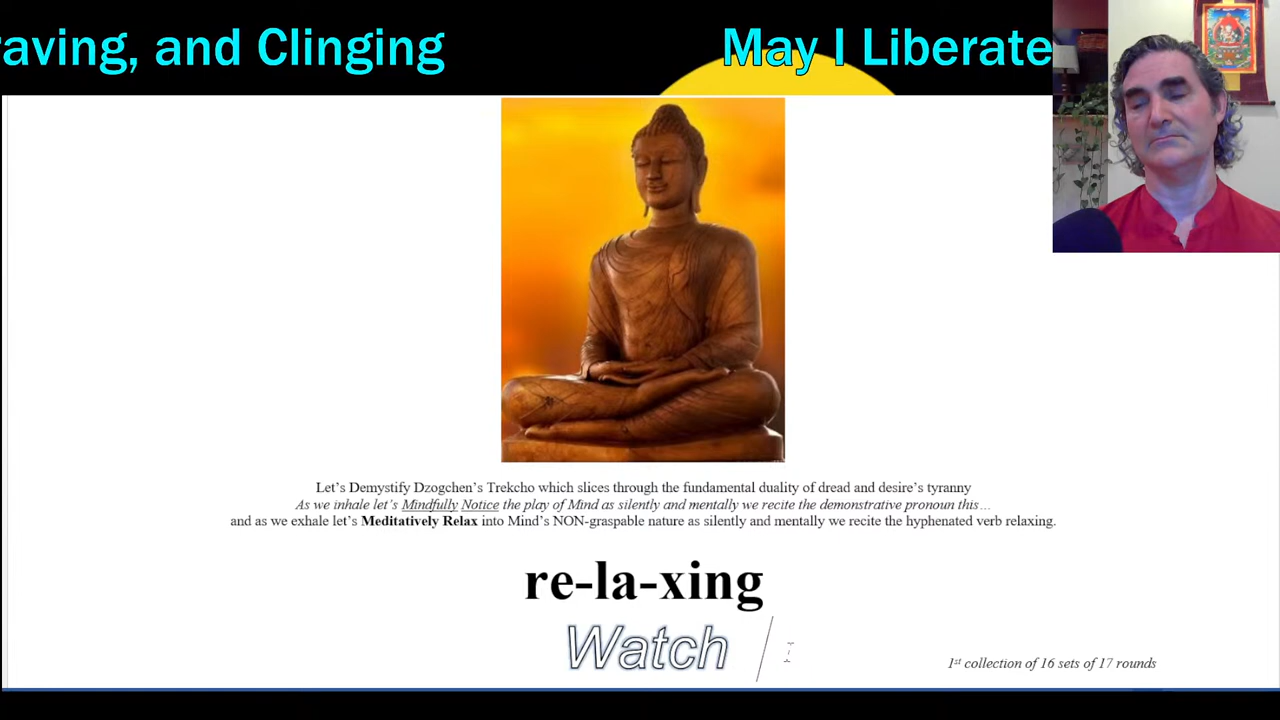 raving, and Clinging
May I Liberate
Let's Demystify Dzogchen's Trekcho which slices through the fundamental duality of dread and desire's tyranny
As we inhale let's Mindfully Notice the play of Mind as silently and mentally we recite the demonstrative pronoun this…
and as we exhale let's Meditatively Relax into Mind's NON-graspable nature as silently and mentally we recite the hyphenated verb relaxing.
re-la-xing
Watch /
1st collection of 16 sets of 17 rounds